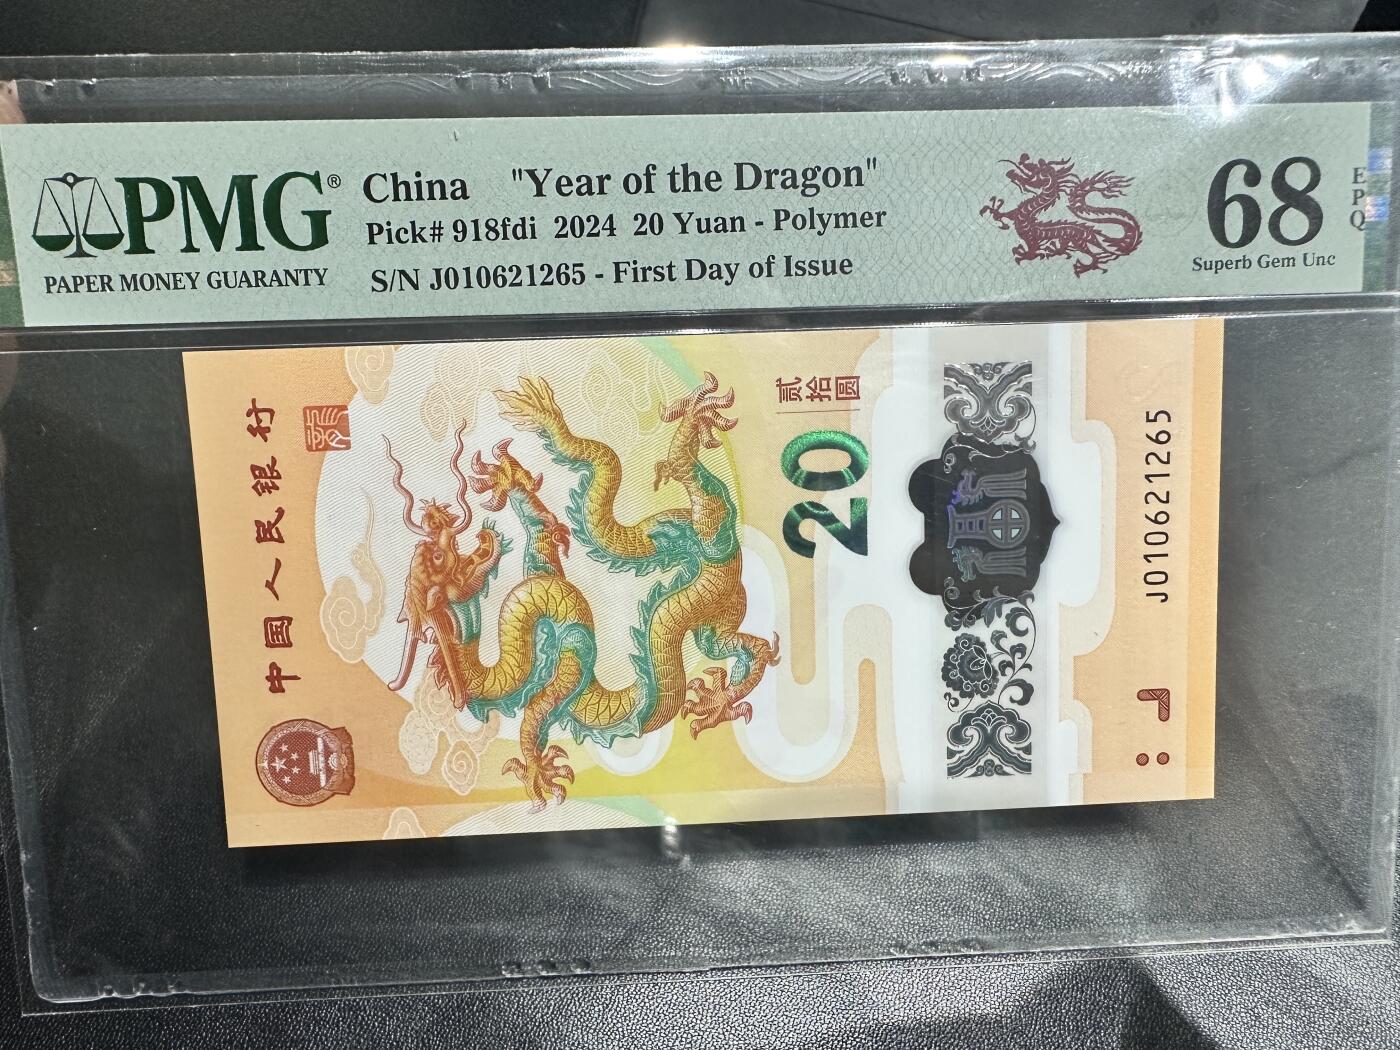 PMG®
PAPER MONEY GUARANTY
China "Year of the Dragon"
Pick# 918fdi 2024 20 Yuan - Polymer
S/N J010621265 - First Day of Issue
68
EPQ
Superb Gem Unc
中国人民银行
贰拾圆
20
J010621265